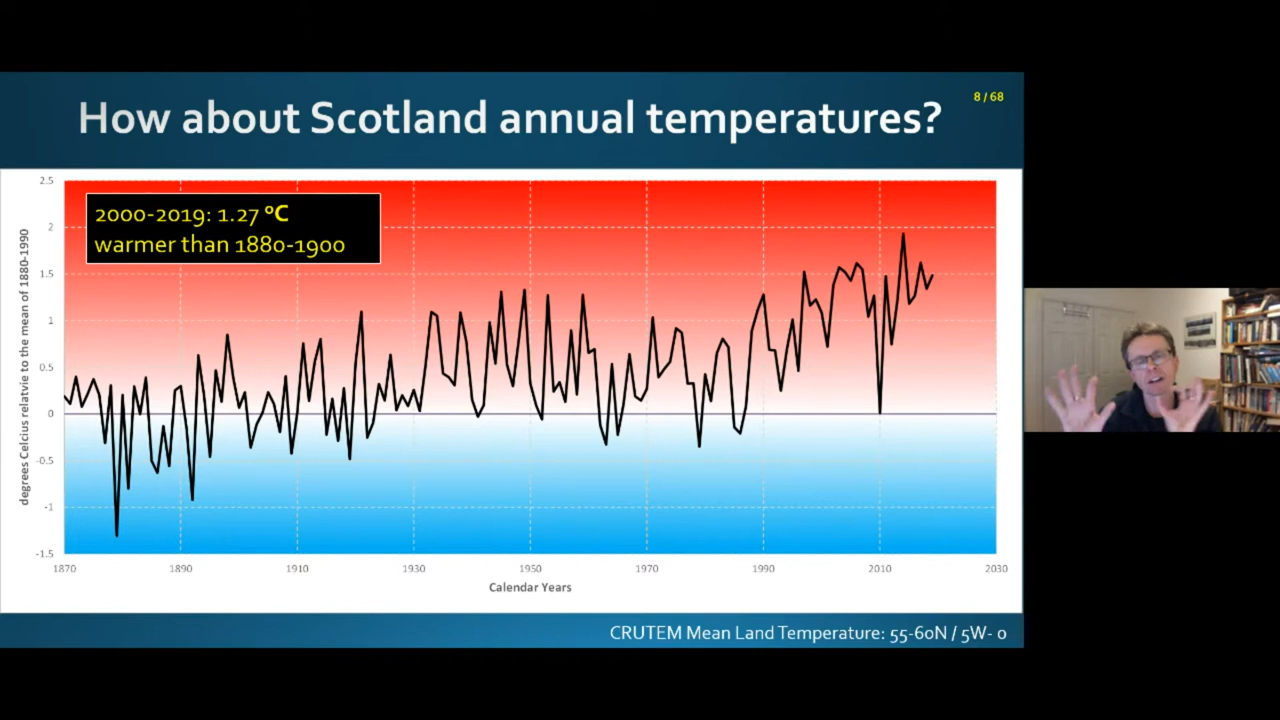 How about Scotland annual temperatures?
8 / 68
2000-2019: 1.27 ºC
warmer than 1880-1900
degrees Celcius relatvie to the mean of 1880-1990
2.5
2
1.5
1
0.5
0
-0.5
-1
-1.5
1870 1890 1910 1930 1950 1970 1990 2010 2030
Calendar Years
CRUTEM Mean Land Temperature: 55-60N / 5W- 0